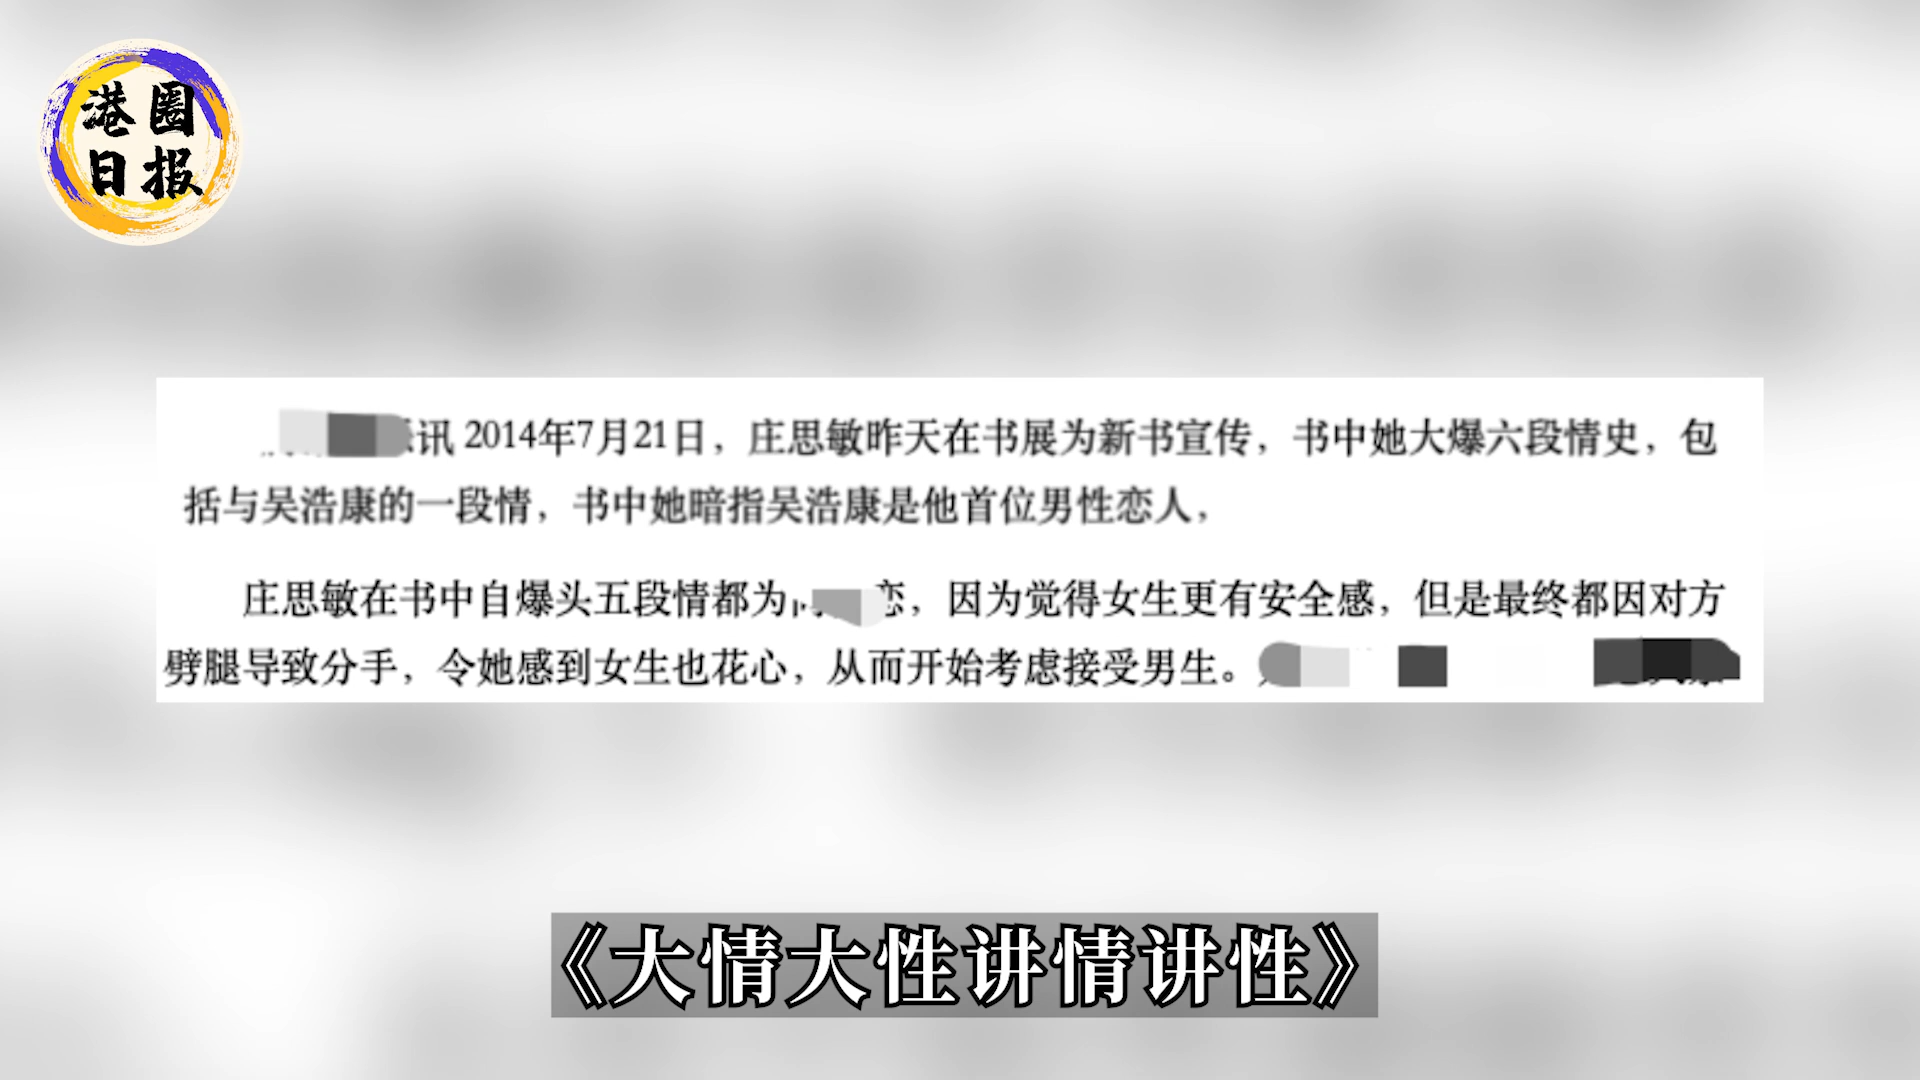 港圈
日报
讯 2014年7月21日，庄思敏昨天在书展为新书宣传，书中她大爆六段情史，包
括与吴浩康的一段情，书中她暗指吴浩康是他首位男性恋人，
庄思敏在书中自爆头五段情都为恋，因为觉得女生更有安全感，但是最终都因对方
劈腿导致分手，令她感到女生也花心，从而开始考虑接受男生。
《大情大性讲情讲性》